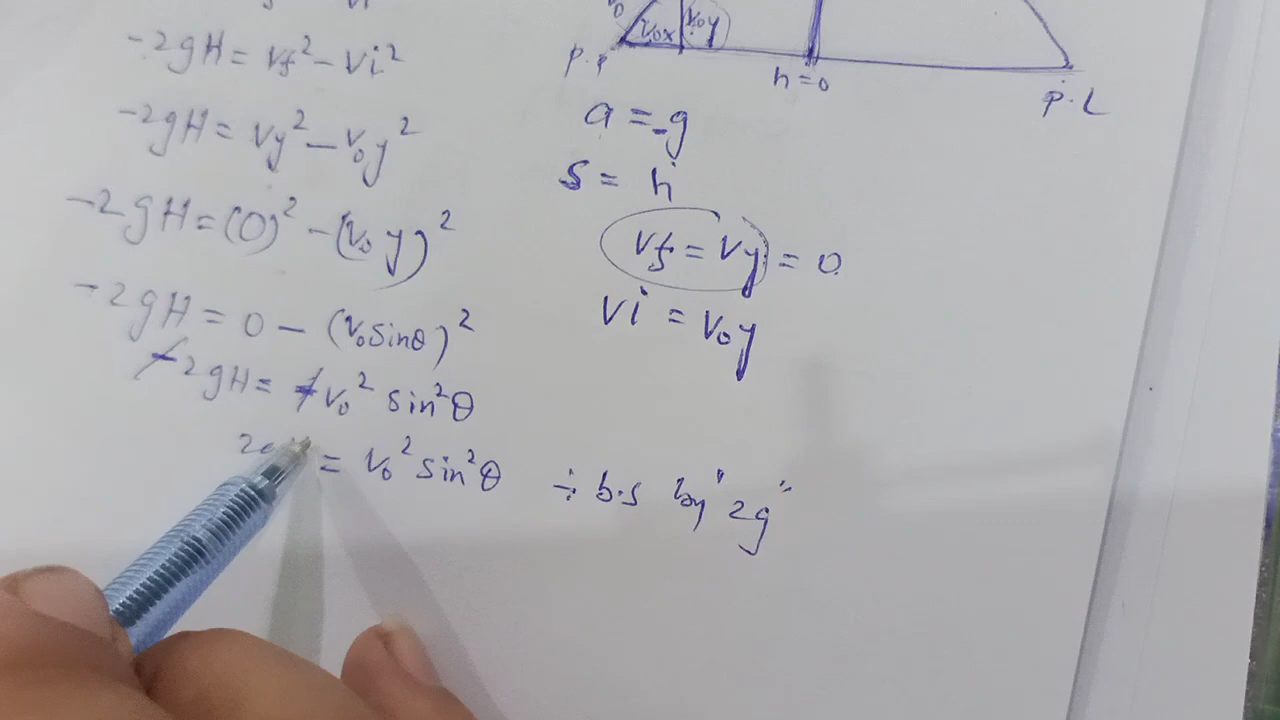 -2gH = Vf² - Vi²
-2gH = Vy² - V₀y²
-2gH = (0)² - (V₀y)²
-2gH = 0 - (V₀sinθ)²
-2gH = -V₀² sin²θ
= V₀² sin²θ ÷ b.s by "2g"
V₀x V₀y
P.P h=0 P.L
a = -g
S = h
Vf = Vy = 0
Vi = V₀y